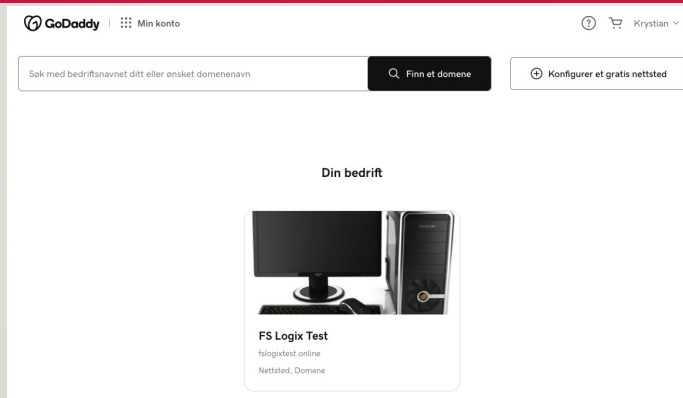 GoDaddy
Min konto
Krystian
Søk med bedriftsnavnet ditt eller ønsket domenenavn
Finn et domene
Konfigurer et gratis nettsted
Din bedrift
FS Logix Test
fslogixtest.online
Nettsted, Domene